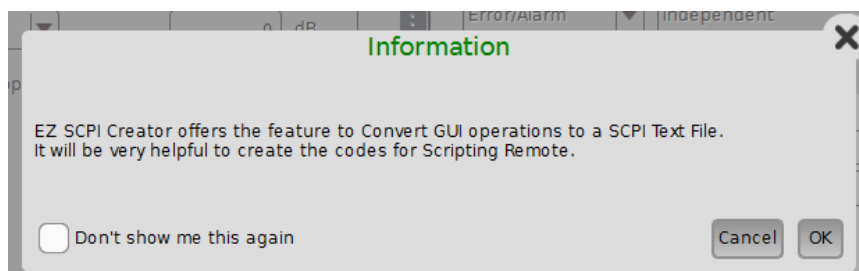 dB Error/Alarm Independent
Information
EZ SCPI Creator offers the feature to Convert GUI operations to a SCPI Text File.
It will be very helpful to create the codes for Scripting Remote.
Don't show me this again
Cancel OK